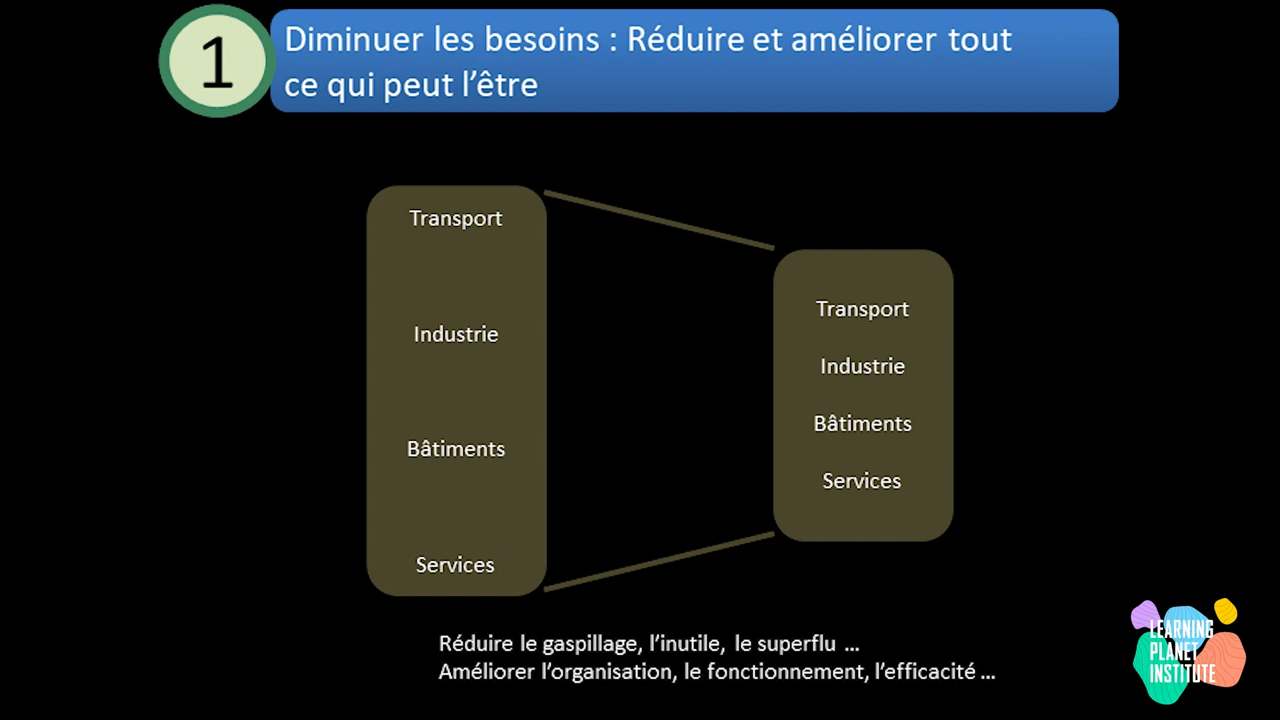 1
Diminuer les besoins : Réduire et améliorer tout
ce qui peut l’être
Transport
Industrie
Bâtiments
Services
Transport
Industrie
Bâtiments
Services
Réduire le gaspillage, l’inutile, le superflu ...
Améliorer l’organisation, le fonctionnement, l’efficacité ...
LEARNING
PLANET
INSTITUTE